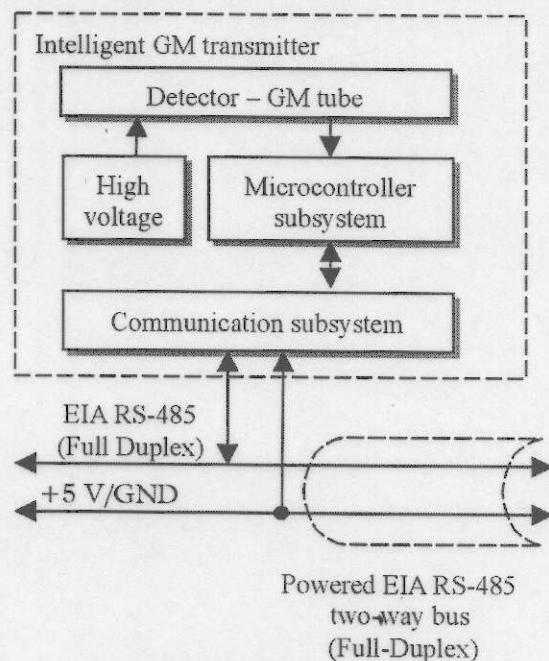 Intelligent GM transmitter
Detector – GM tube
High
voltage
Microcontroller
subsystem
Communication subsystem
EIA RS-485
(Full Duplex)
+5 V/GND
Powered EIA RS-485
two-way bus
(Full-Duplex)